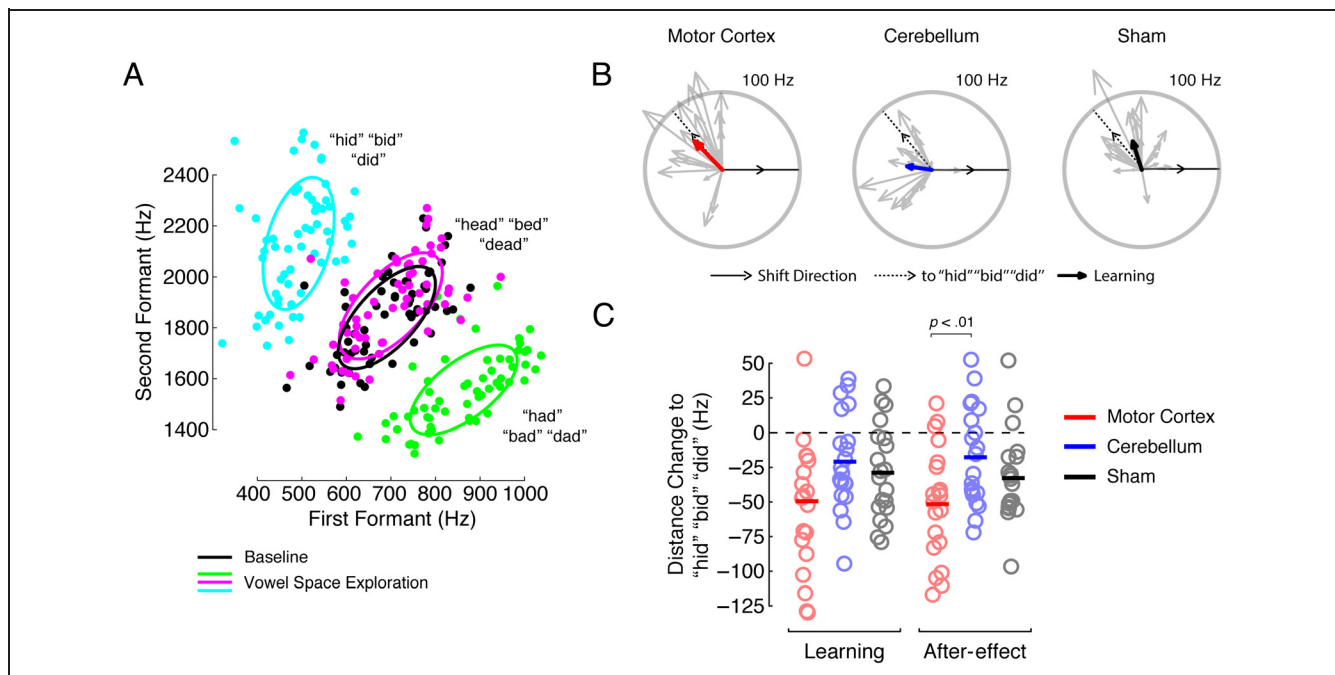 A
"hid" "bid"
"did"
"head" "bed"
"dead"
"had"
"bad" "dad"
Second Formant (Hz)
2400
2200
2000
1800
1600
1400
400 500 600 700 800 900 1000
First Formant (Hz)
Baseline
Vowel Space Exploration
B
Motor Cortex Cerebellum Sham
100 Hz 100 Hz 100 Hz
Shift Direction to "hid""bid""did" Learning
C
p < .01
Distance Change to
"hid" "bid" "did" (Hz)
50
25
0
−25
−50
−75
−100
−125
Learning After-effect
Motor Cortex
Cerebellum
Sham